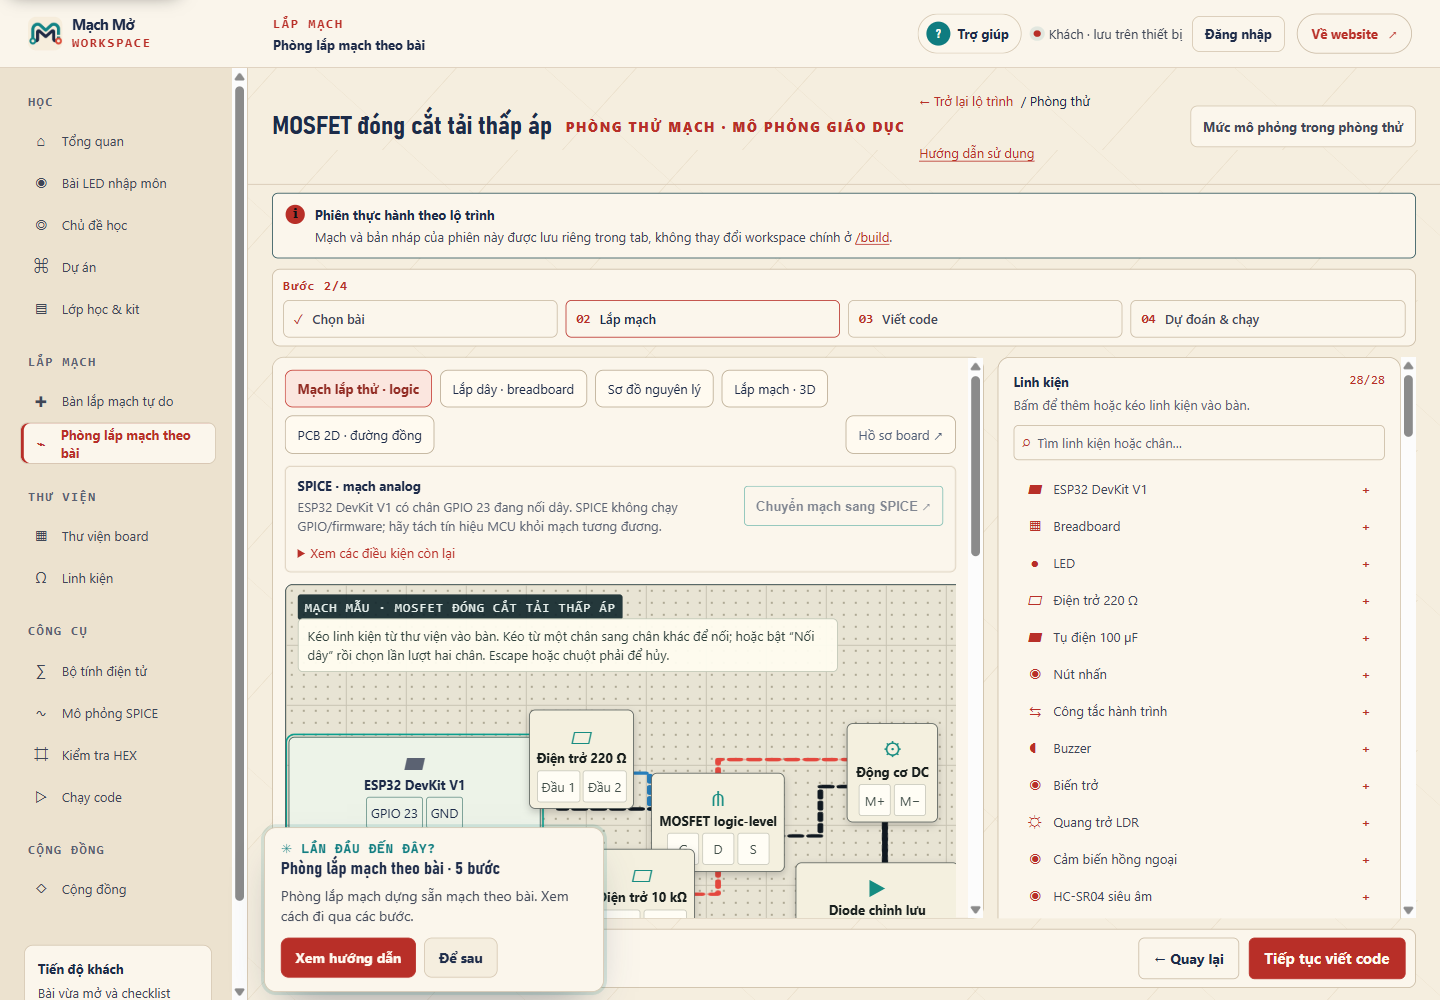 Mạch Mở
WORKSPACE
LẮP MẠCH
Phòng lắp mạch theo bài
? Trợ giúp
Khách · lưu trên thiết bị
Đăng nhập
Về website ↗
HỌC
Tổng quan
Bài LED nhập môn
Chủ đề học
Dự án
Lớp học & kit
LẮP MẠCH
Bàn lắp mạch tự do
Phòng lắp mạch theo
bài
THƯ VIỆN
Thư viện board
Linh kiện
CÔNG CỤ
Bộ tính điện tử
Mô phỏng SPICE
Kiểm tra HEX
Chạy code
CỘNG ĐỒNG
Cộng đồng
Tiến độ khách
Bài vừa mở và checklist
MOSFET đóng cắt tải thấp áp
PHÒNG THỬ MẠCH · MÔ PHỎNG GIÁO DỤC
← Trở lại lộ trình / Phòng thử
Hướng dẫn sử dụng
Mức mô phỏng trong phòng thử
Phiên thực hành theo lộ trình
Mạch và bản nháp của phiên này được lưu riêng trong tab, không thay đổi workspace chính ở /build.
Bước 2/4
✓ Chọn bài
02 Lắp mạch
03 Viết code
04 Dự đoán & chạy
Mạch lắp thử · logic
Lắp dây · breadboard
Sơ đồ nguyên lý
Lắp mạch · 3D
PCB 2D · đường đồng
Hồ sơ board ↗
SPICE · mạch analog
ESP32 DevKit V1 có chân GPIO 23 đang nối dây. SPICE không chạy
GPIO/firmware; hãy tách tín hiệu MCU khỏi mạch tương đương.
▶ Xem các điều kiện còn lại
Chuyển mạch sang SPICE ↗
MẠCH MẪU · MOSFET ĐÓNG CẮT TẢI THẤP ÁP
Kéo linh kiện từ thư viện vào bàn. Kéo từ một chân sang chân khác để nối; hoặc bật “Nối
dây” rồi chọn lần lượt hai chân. Escape hoặc chuột phải để hủy.
ESP32 DevKit V1
GPIO 23
GND
Điện trở 220 Ω
Đầu 1
Đầu 2
MOSFET logic-level
G
D
S
Động cơ DC
M+
M−
Điện trở 10 kΩ
Diode chỉnh lưu
Linh kiện
28/28
Bấm để thêm hoặc kéo linh kiện vào bàn.
Tìm linh kiện hoặc chân...
ESP32 DevKit V1 +
Breadboard +
LED +
Điện trở 220 Ω +
Tụ điện 100 µF +
Nút nhấn +
Công tắc hành trình +
Buzzer +
Biến trở +
Quang trở LDR +
Cảm biến hồng ngoại +
HC-SR04 siêu âm +
LẦN ĐẦU ĐẾN ĐÂY?
Phòng lắp mạch theo bài · 5 bước
Phòng lắp mạch dựng sẵn mạch theo bài. Xem
cách đi qua các bước.
Xem hướng dẫn
Để sau
← Quay lại
Tiếp tục viết code